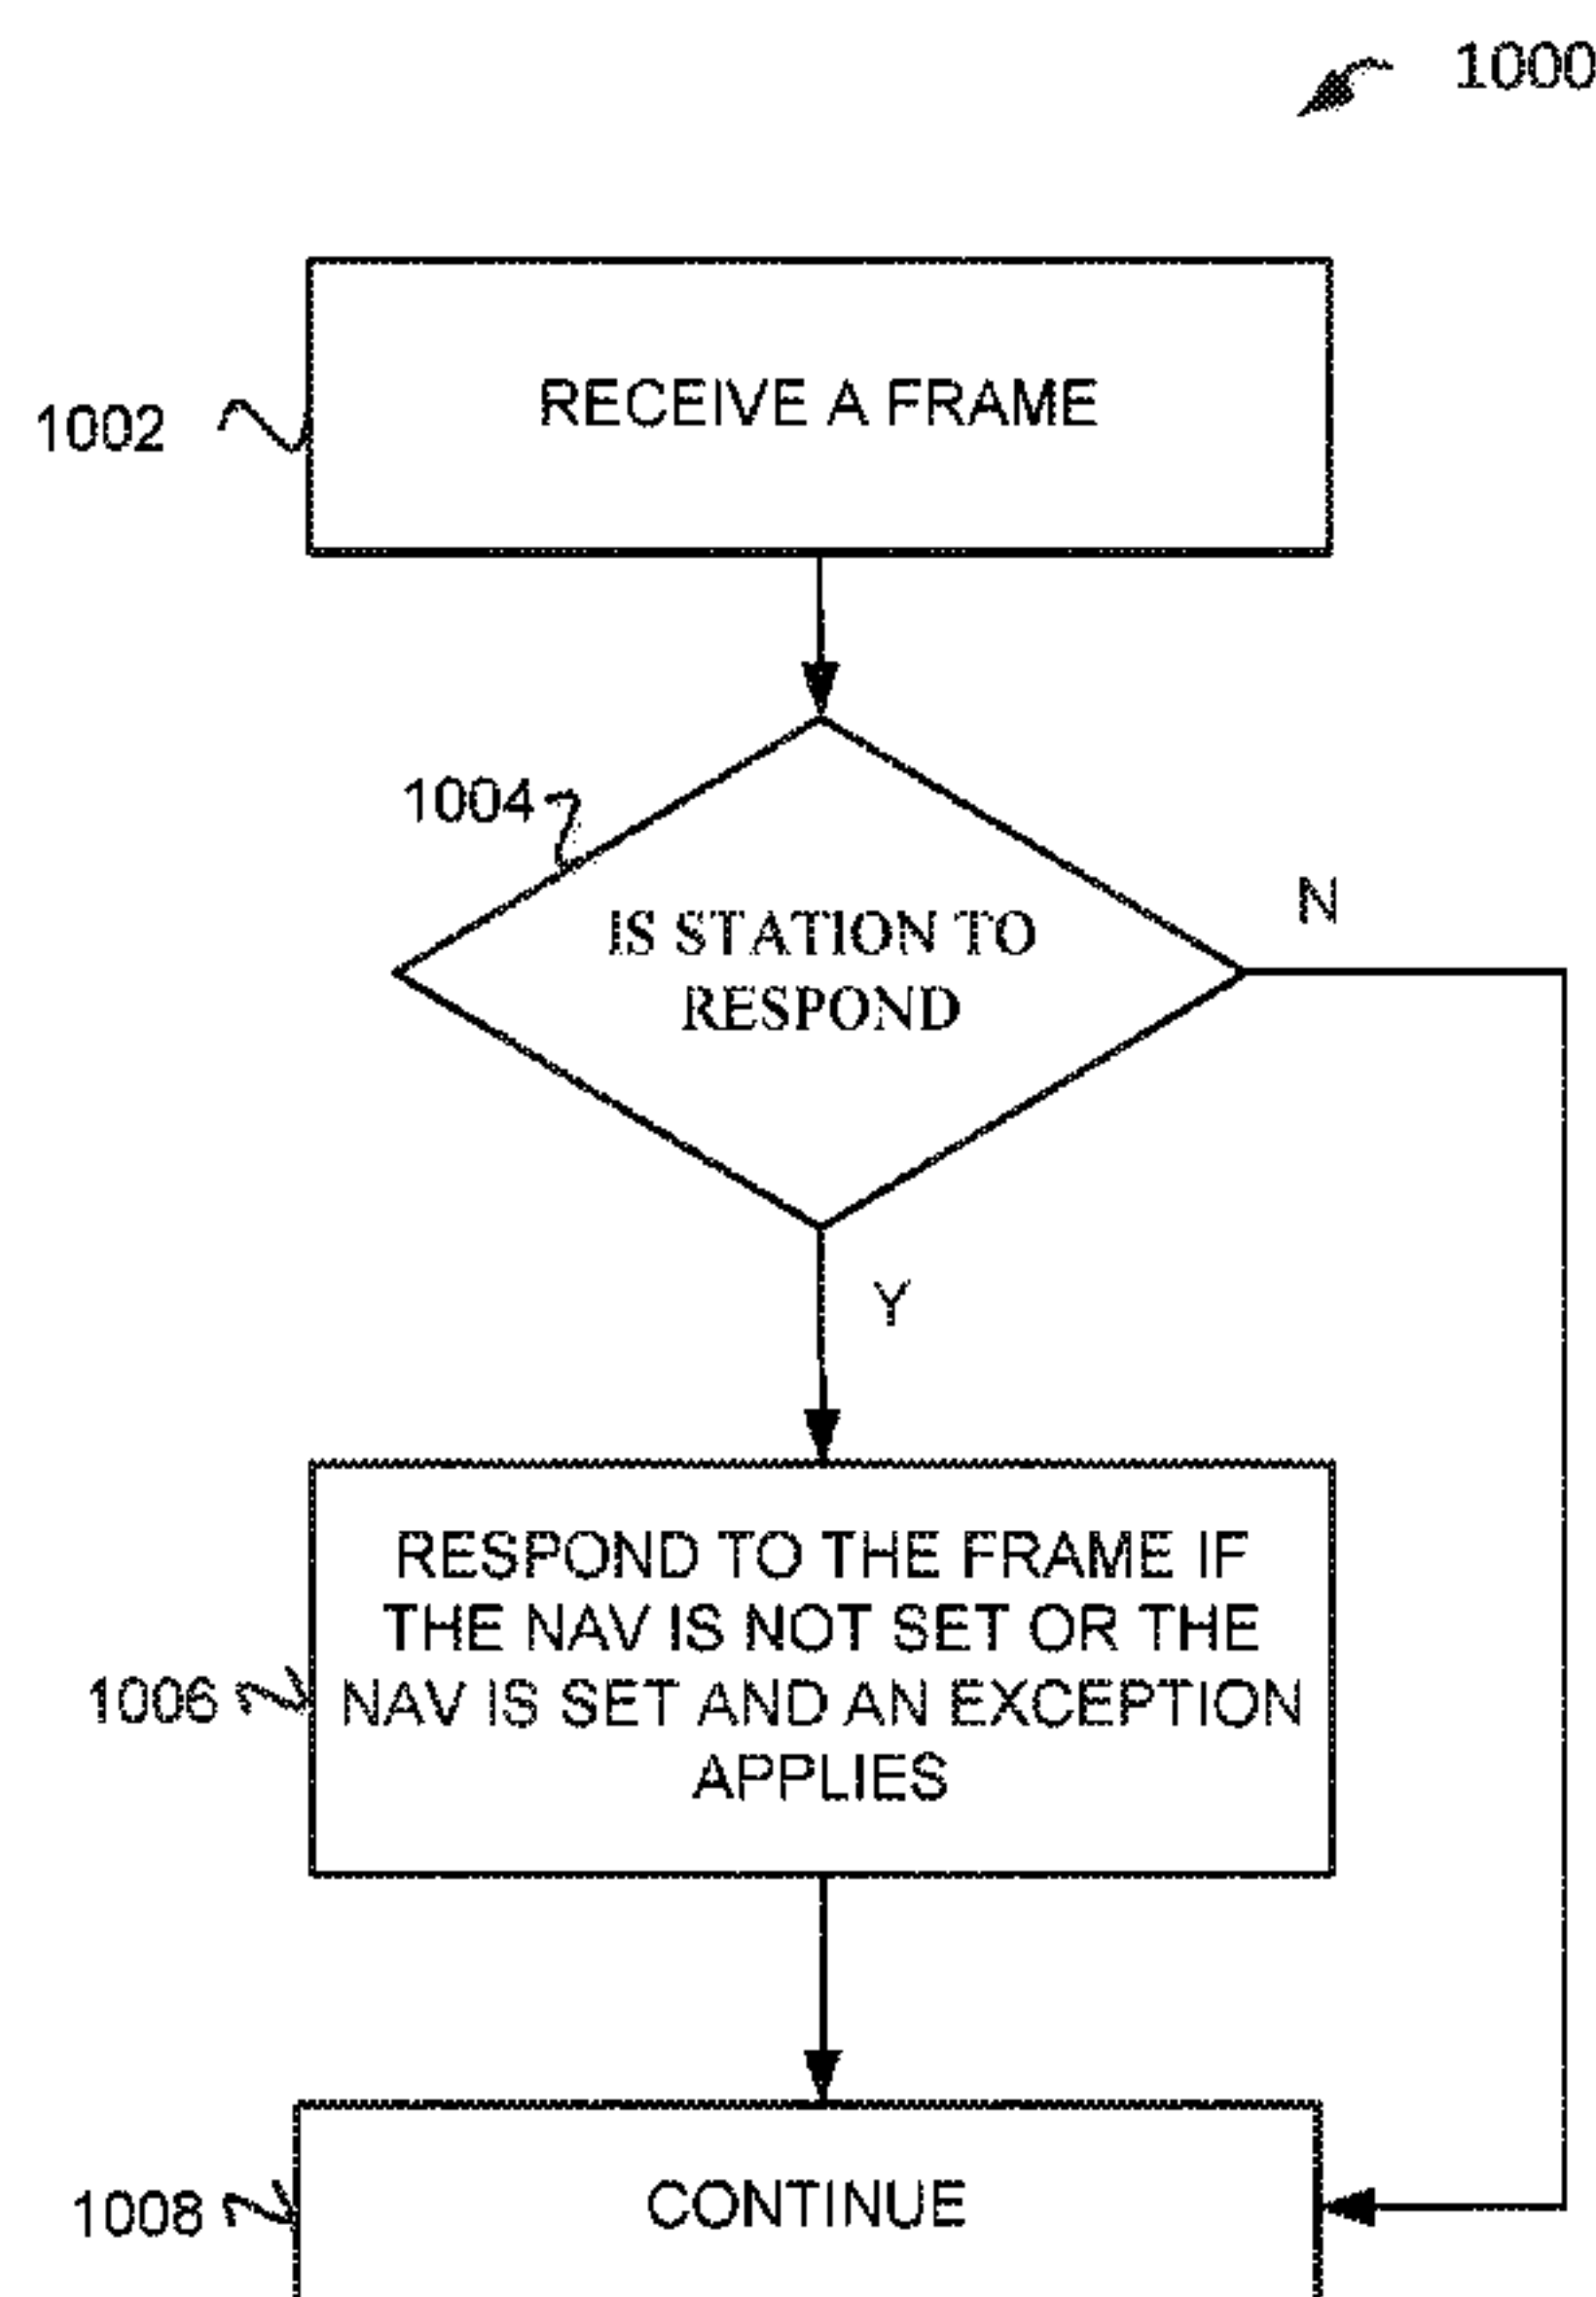 1000
RECEIVE A FRAME
1002
1004
IS STATION TO
RESPOND
N
Y
RESPOND TO THE FRAME IF
THE NAV IS NOT SET OR THE
NAV IS SET AND AN EXCEPTION
APPLIES
1006
CONTINUE
1008